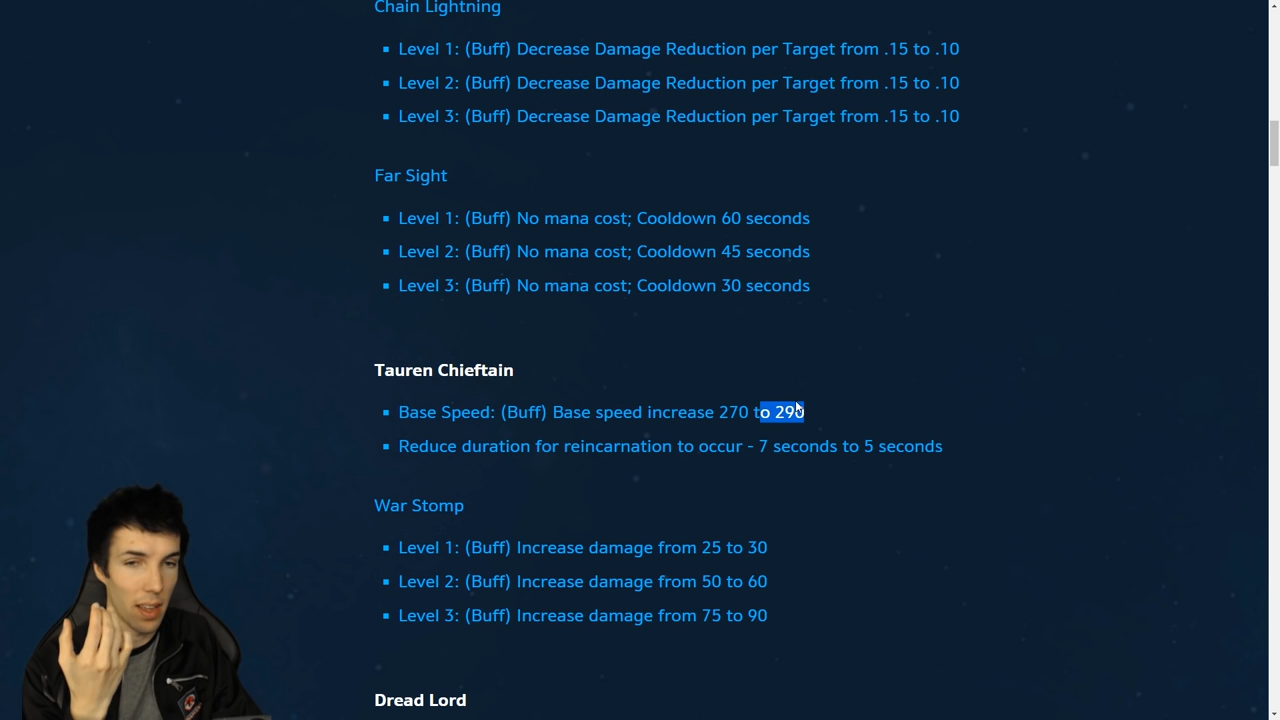 Chain Lightning
Level 1: (Buff) Decrease Damage Reduction per Target from .15 to .10
Level 2: (Buff) Decrease Damage Reduction per Target from .15 to .10
Level 3: (Buff) Decrease Damage Reduction per Target from .15 to .10
Far Sight
Level 1: (Buff) No mana cost; Cooldown 60 seconds
Level 2: (Buff) No mana cost; Cooldown 45 seconds
Level 3: (Buff) No mana cost; Cooldown 30 seconds
Tauren Chieftain
Base Speed: (Buff) Base speed increase 270 to 290
Reduce duration for reincarnation to occur - 7 seconds to 5 seconds
War Stomp
Level 1: (Buff) Increase damage from 25 to 30
Level 2: (Buff) Increase damage from 50 to 60
Level 3: (Buff) Increase damage from 75 to 90
Dread Lord